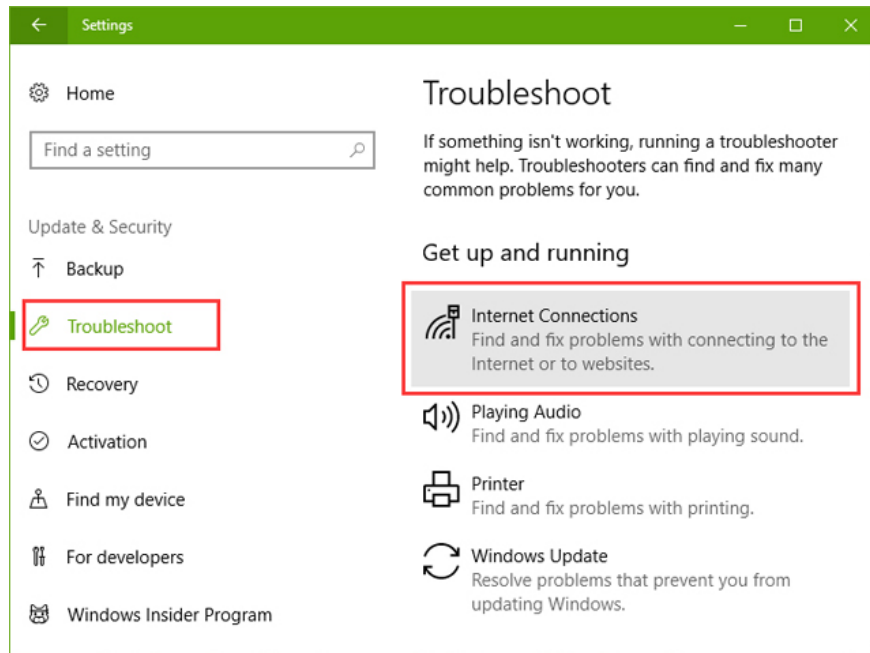 Settings
Home
Find a setting
Update & Security
Backup
Troubleshoot
Recovery
Activation
Find my device
For developers
Windows Insider Program
Troubleshoot
If something isn't working, running a troubleshooter
might help. Troubleshooters can find and fix many
common problems for you.
Get up and running
Internet Connections
Find and fix problems with connecting to the
Internet or to websites.
Playing Audio
Find and fix problems with playing sound.
Printer
Find and fix problems with printing.
Windows Update
Resolve problems that prevent you from
updating Windows.